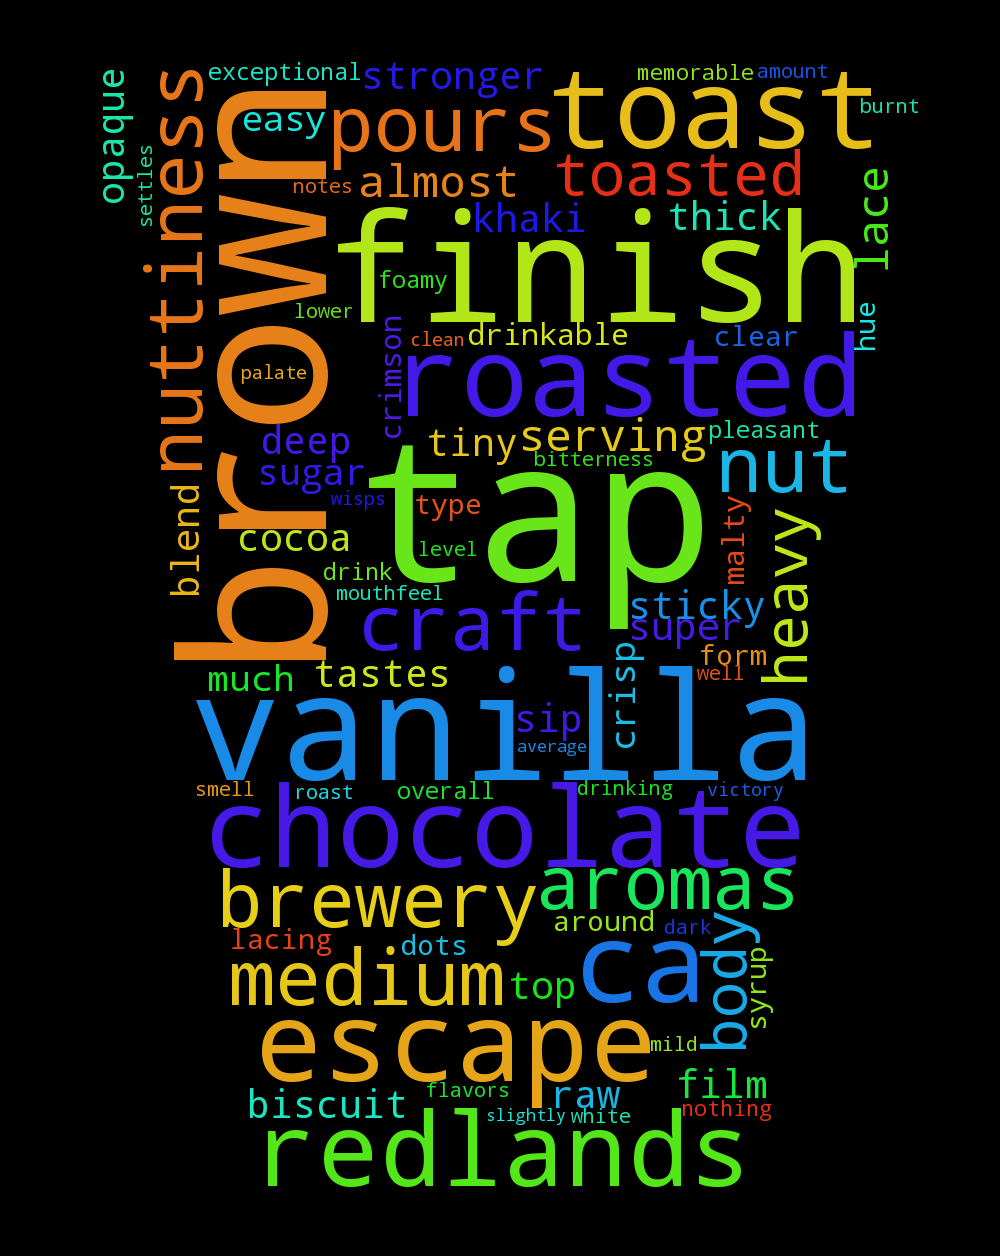 exceptional
stronger
memorable
amount
opaque
settles
nuttiness
brown
easy
pours
toast
burnt
notes
almost
toasted
khaki
thick
lace
finish
foamy
lower
hue
crimson
clean
drinkable
clear
palate
roasted
deep
tiny
serving
pleasant
sugar
bitterness
nut
wisps
tap
type
blend
malty
heavy
cocoa
level
drink
mouthfeel
craft
sticky
super
form
much
tastes
crisp
well
vanilla
sip
average
smell
roast
overall
drinking
victory
chocolate
brewery
aromas
around
dark
lacing
dots
ca
body
syrup
medium
top
escape
mild
film
biscuit
flavors
raw
nothing
slightly
white
redlands